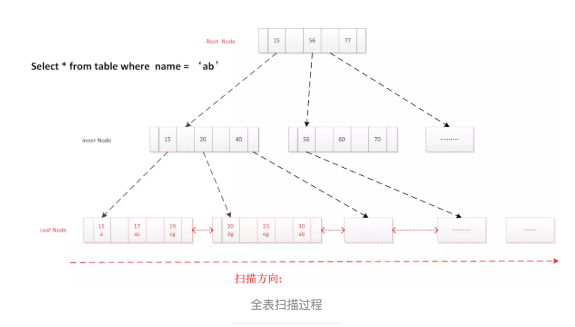 Root Node
15 56 77
Select * from table where name = ‘ab’
Inner Node
15 20 40
56 60 70
………
Leaf Node
15 17 19
a ac cg
20 23 30
dg eg ab
………
……
扫描方向:
全表扫描过程